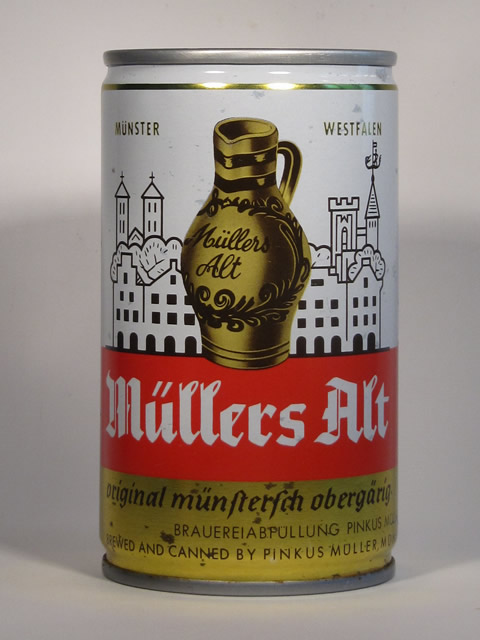 MÜNSTER WESTFALEN
Müllers
Alt
Müllers Alt
original münstersch obergärig
BRAUEREIABFÜLLUNG PINKUS
BREWED AND CANNED BY PINKUS MÜLLER,